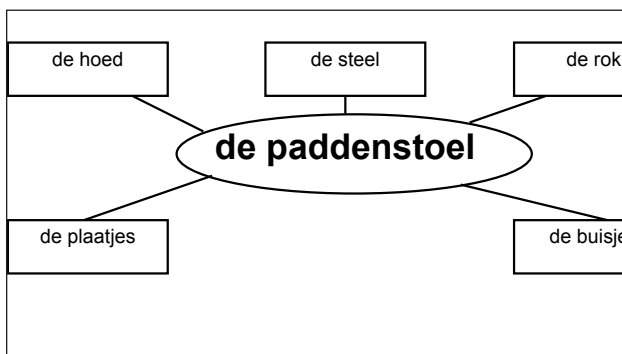 de hoed
de steel
de rok
de paddenstoel
de plaatjes
de buisje